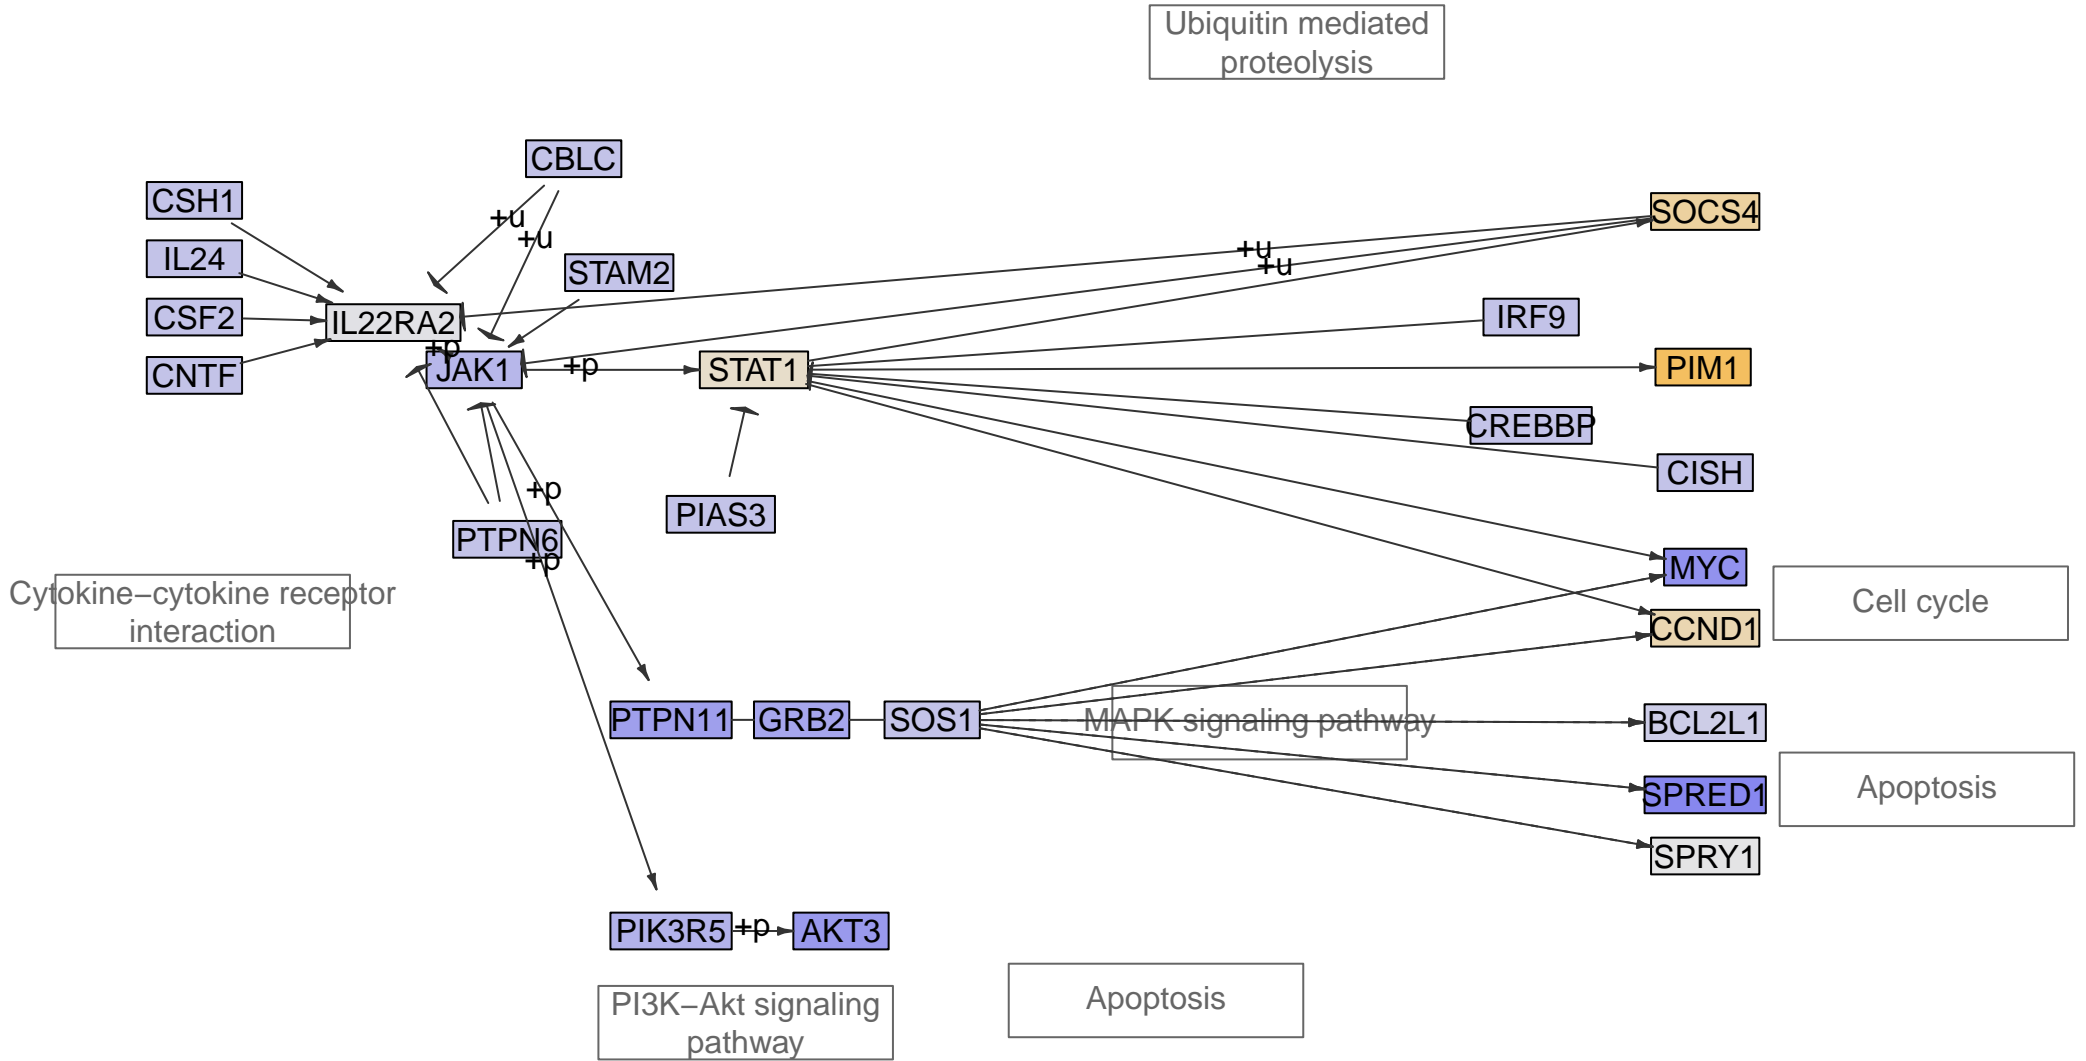 Ubiquitin mediated
proteolysis
CBLC
CSH1
SOCS4
+u
+u
+u
+u
IL24
STAM2
CSF2
IL22RA2
IRF9
+p
CNTF
JAK1
+p
STAT1
PIM1
CREBBP
CISH
+p
PIAS3
PTPN6
+p
MYC
Cytokine–cytokine receptor
interaction
Cell cycle
CCND1
PTPN11
GRB2
SOS1
MAPK signaling pathway
BCL2L1
SPRED1
Apoptosis
SPRY1
PIK3R5
+p
AKT3
PI3K–Akt signaling
pathway
Apoptosis